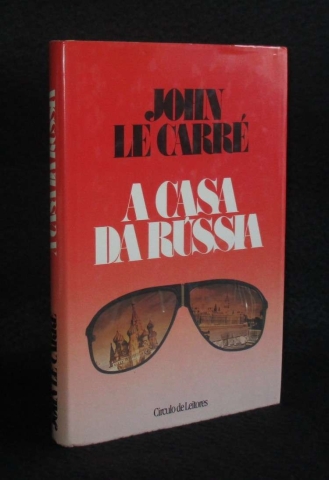 JOHN
LE CARRÉ
A CASA
DA RÚSSIA
Círculo de Leitores